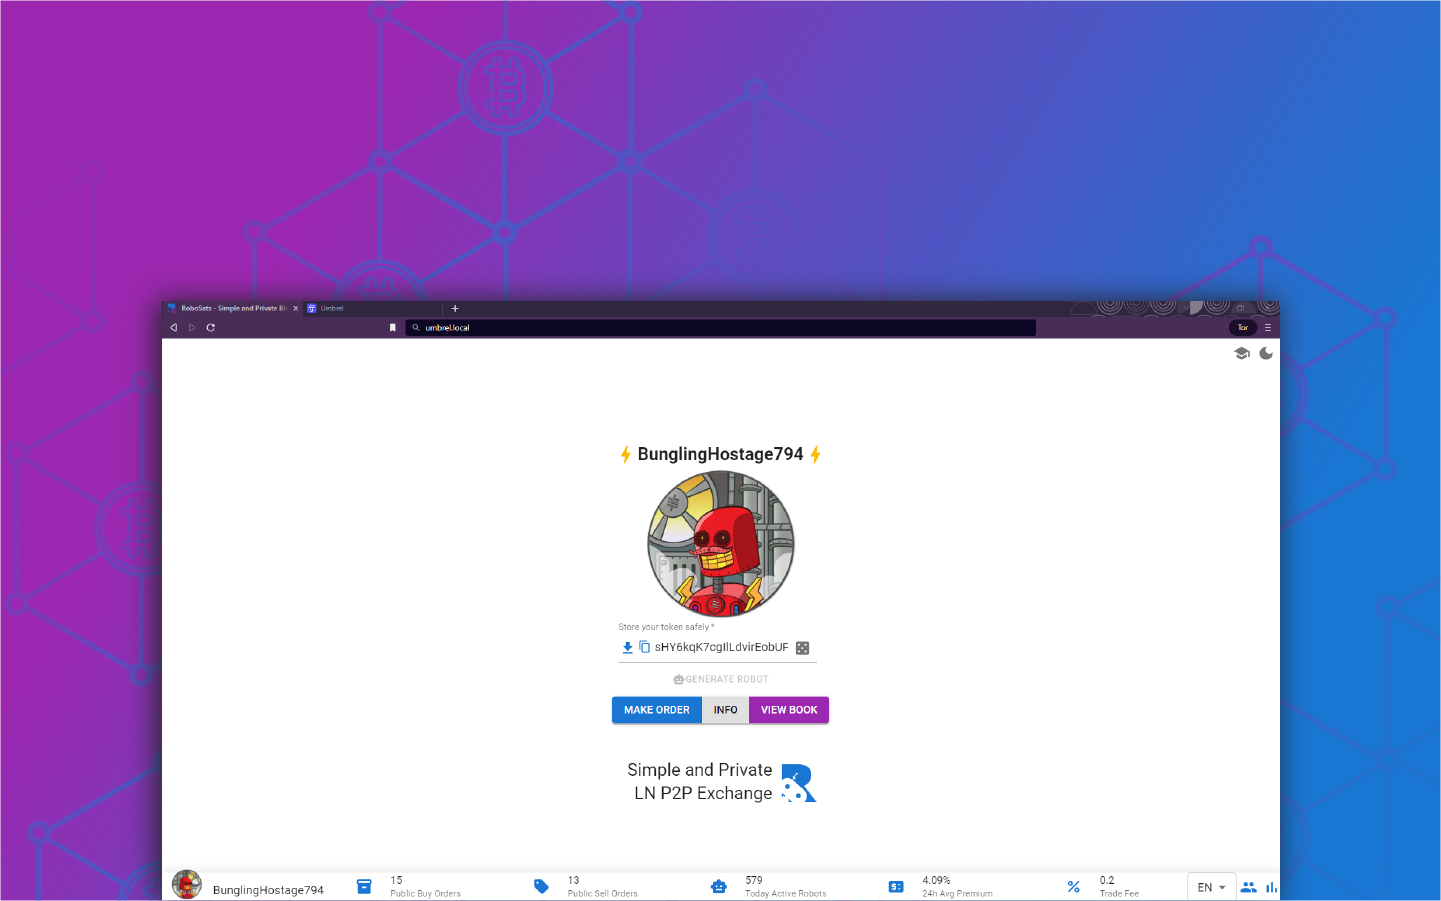 RoboSats - Simple and Private Bi
Umbrel
umbrel.local
Tor
BunglingHostage794
Store your token safely *
sHY6kqK7cgIlLdvirEobUF
GENERATE ROBOT
MAKE ORDER
INFO
VIEW BOOK
Simple and Private
LN P2P Exchange
BunglingHostage794
15
Public Buy Orders
13
Public Sell Orders
579
Today Active Robots
4.09%
24h Avg Premium
0.2
Trade Fee
EN